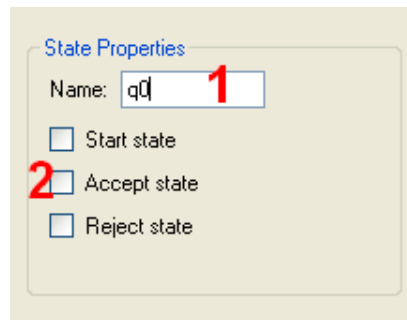 State Properties
Name: q0 1
Start state
2 Accept state
Reject state